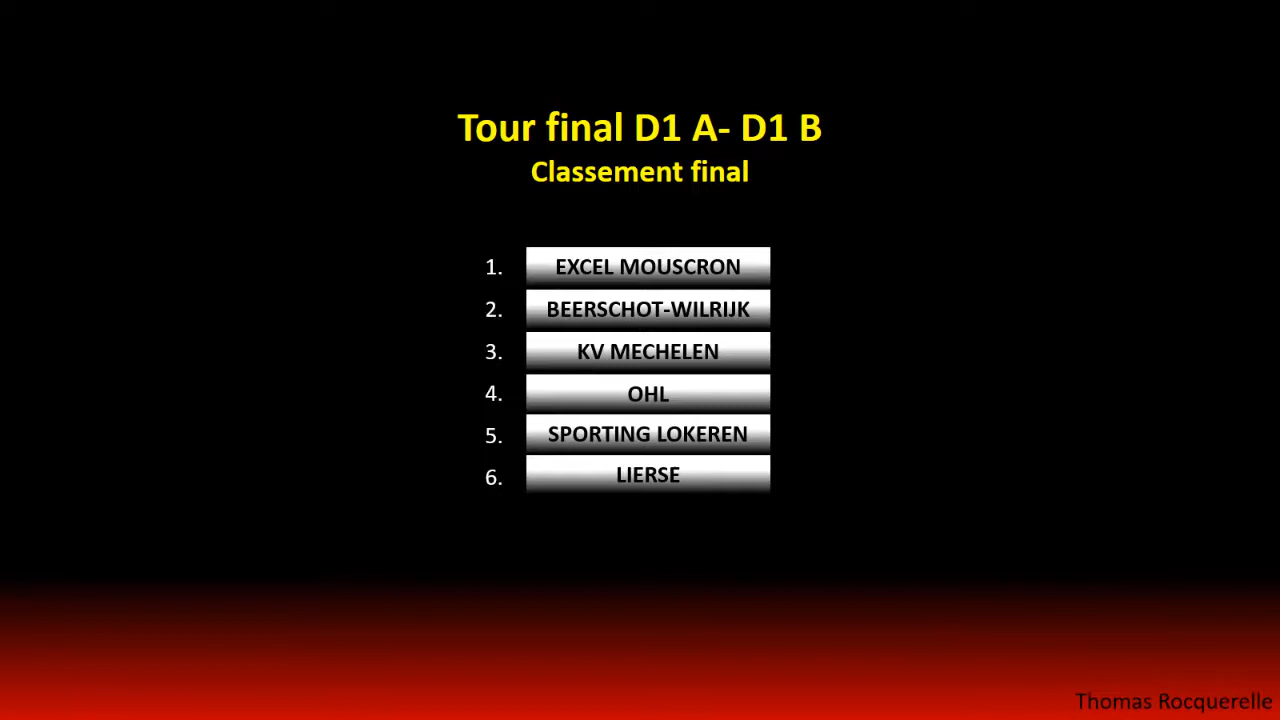 Tour final D1 A- D1 B
Classement final
1. EXCEL MOUSCRON
2. BEERSCHOT-WILRIJK
3. KV MECHELEN
4. OHL
5. SPORTING LOKEREN
6. LIERSE
Thomas Rocquerelle